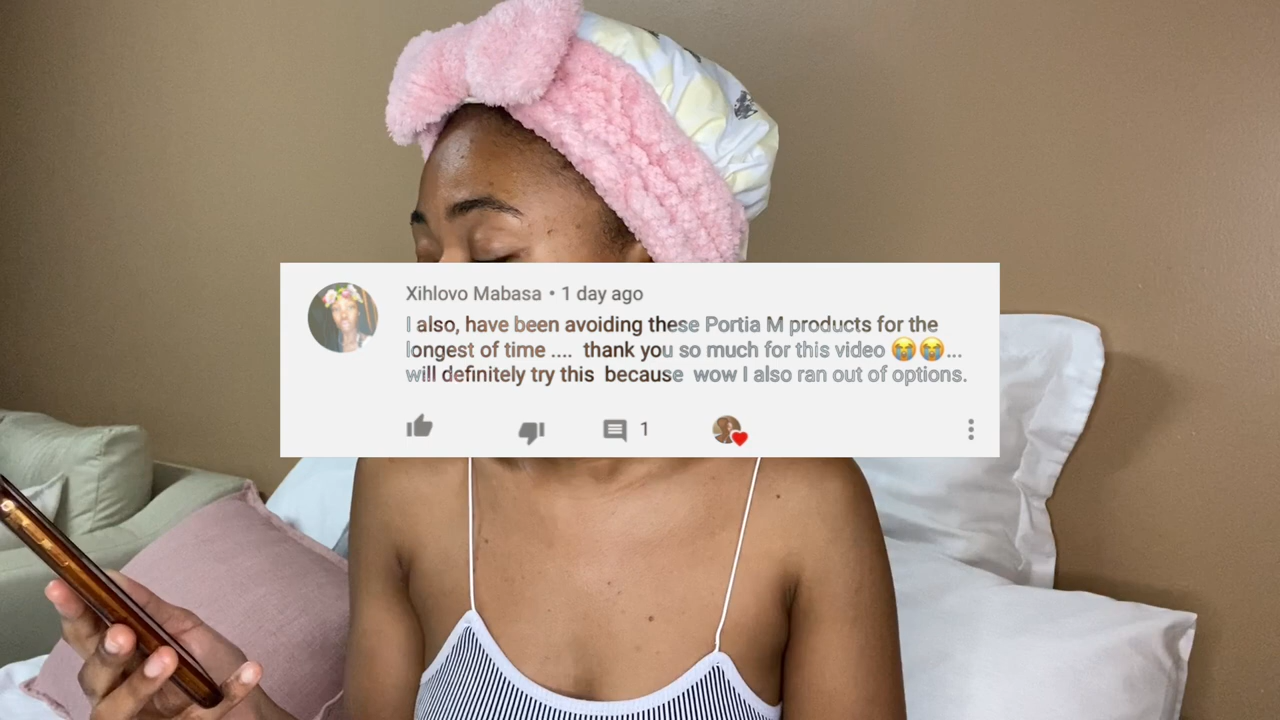 Xihlovo Mabasa • 1 day ago
I also, have been avoiding these Portia M products for the
longest of time .... thank you so much for this video 😭😭...
will definitely try this because wow I also ran out of options.
1